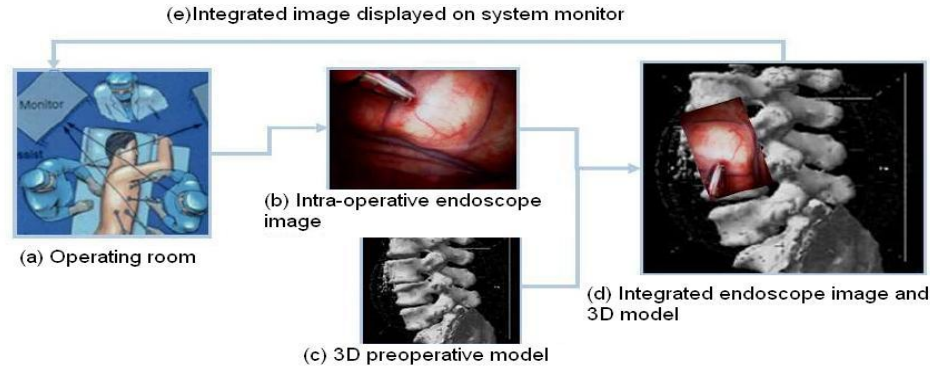 (e)Integrated image displayed on system monitor
Monitor
(a) Operating room
(b) Intra-operative endoscope
image
(c) 3D preoperative model
(d) Integrated endoscope image and
3D model